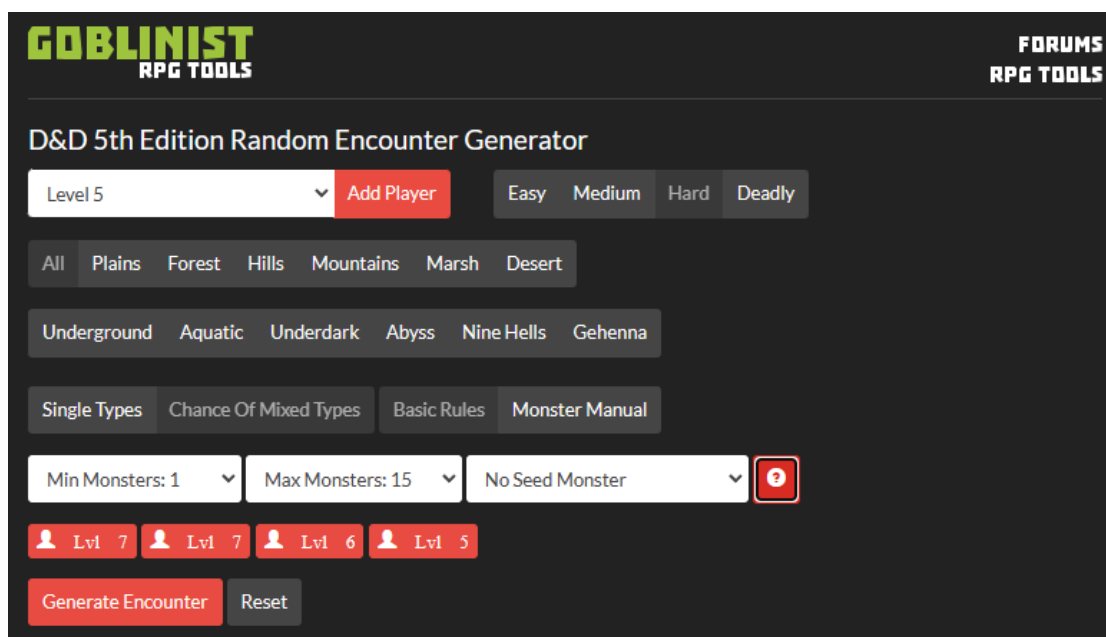 GOBLINIST
RPG TOOLS
FORUMS
RPG TOOLS
D&D 5th Edition Random Encounter Generator
Level 5 Add Player Easy Medium Hard Deadly
All Plains Forest Hills Mountains Marsh Desert
Underground Aquatic Underdark Abyss Nine Hells Gehenna
Single Types Chance Of Mixed Types Basic Rules Monster Manual
Min Monsters: 1 Max Monsters: 15 No Seed Monster ?
Lvl 7 Lvl 7 Lvl 6 Lvl 5
Generate Encounter Reset